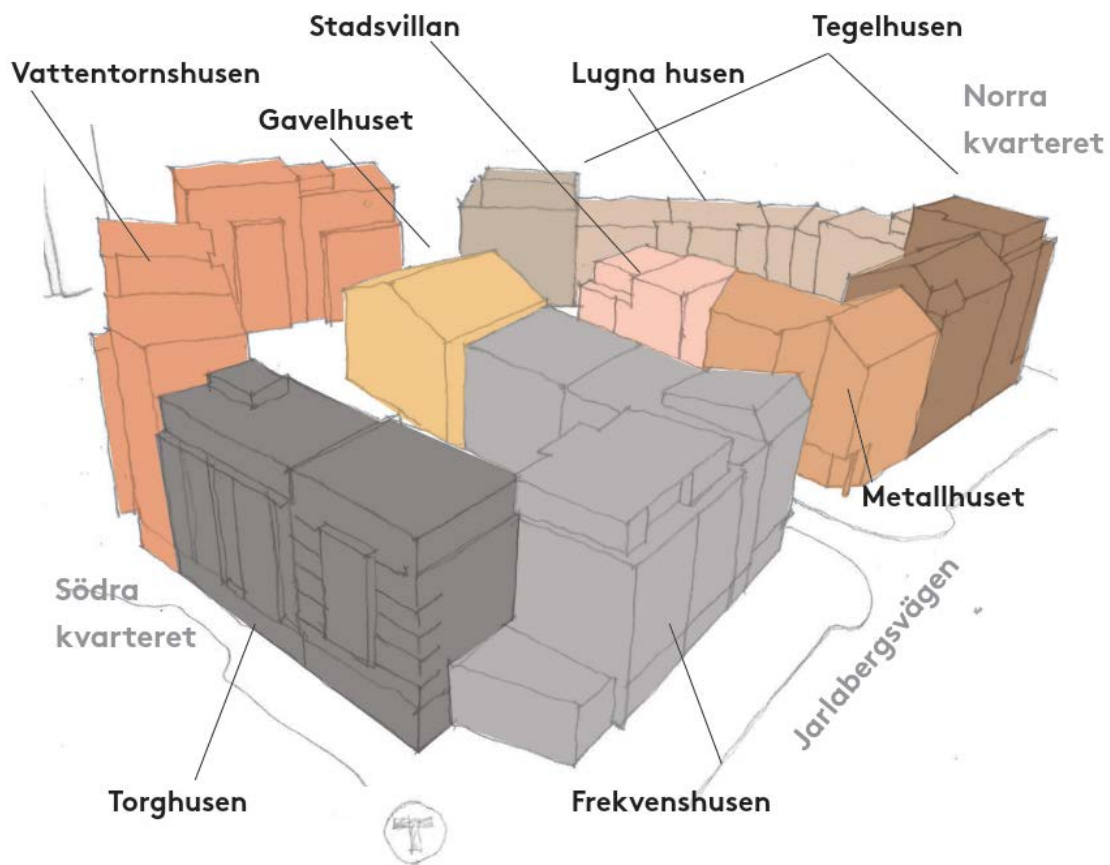 Stadsvillan
Tegelhusen
Vattentornshusen
Lugna husen
Gavelhuset
Norra
kvarteret
Metallhuset
Södra
kvarteret
Jarlabergsvägen
Torghusen
Frekvenshusen
T